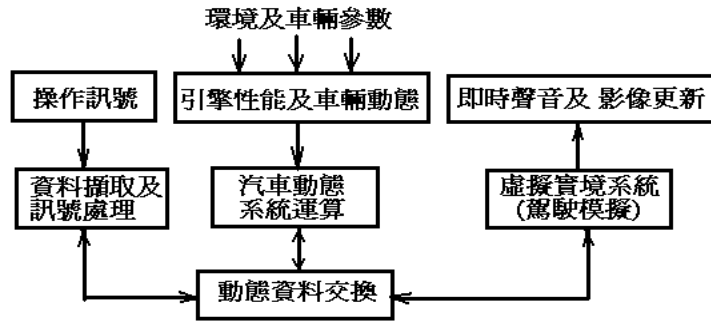 環境及車輛參數
操作訊號
引擎性能及車輛動態
即時聲音及 影像更新
資料擷取及
訊號處理
汽車動態
系統運算
虛擬實境系統
(駕駛模擬)
動態資料交換